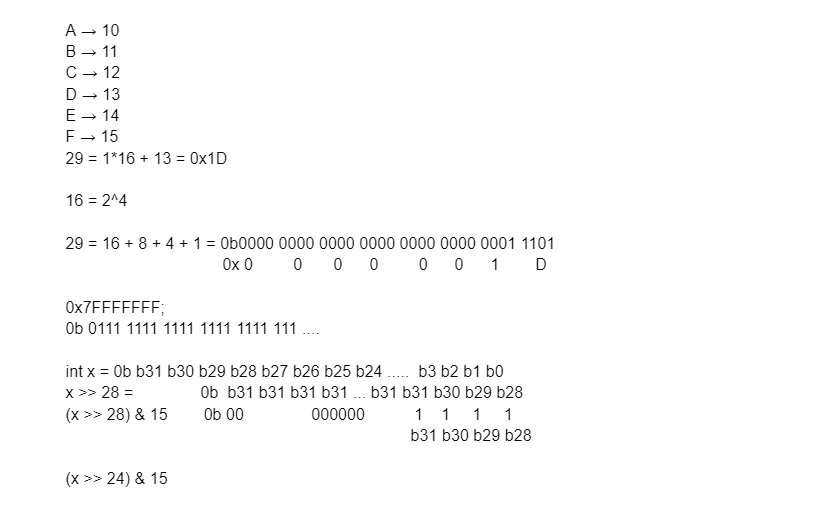 A → 10
B → 11
C → 12
D → 13
E → 14
F → 15
29 = 1*16 + 13 = 0x1D
16 = 2^4
29 = 16 + 8 + 4 + 1 = 0b0000 0000 0000 0000 0000 0000 0001 1101
0x 0 0 0 0 0 0 1 D
0x7FFFFFFF;
0b 0111 1111 1111 1111 1111 111 ....
int x = 0b b31 b30 b29 b28 b27 b26 b25 b24 ..... b3 b2 b1 b0
x >> 28 = 0b b31 b31 b31 b31 ... b31 b31 b30 b29 b28
(x >> 28) & 15 0b 00 000000 1 1 1 1
b31 b30 b29 b28
(x >> 24) & 15